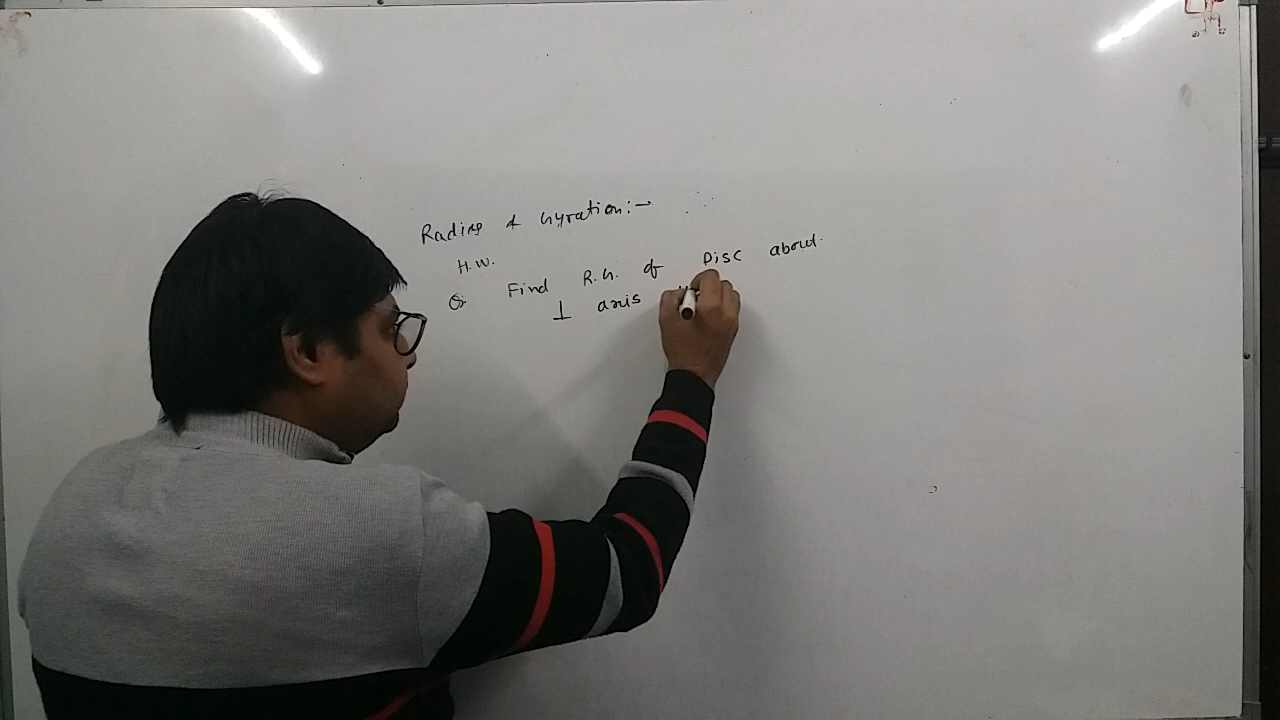 Radius of Gyration:→
H.W.
Q. Find R.G. of Disc about
⊥ axis